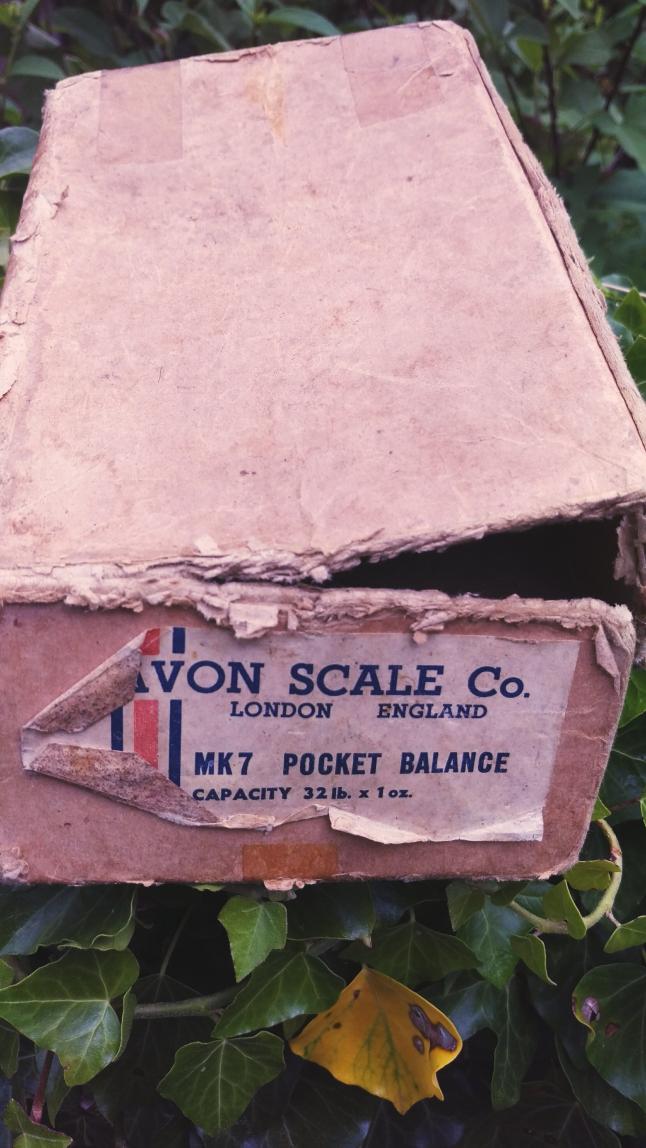 AVON SCALE Co.
LONDON ENGLAND
MK7 POCKET BALANCE
CAPACITY 32 lb. x 1 oz.